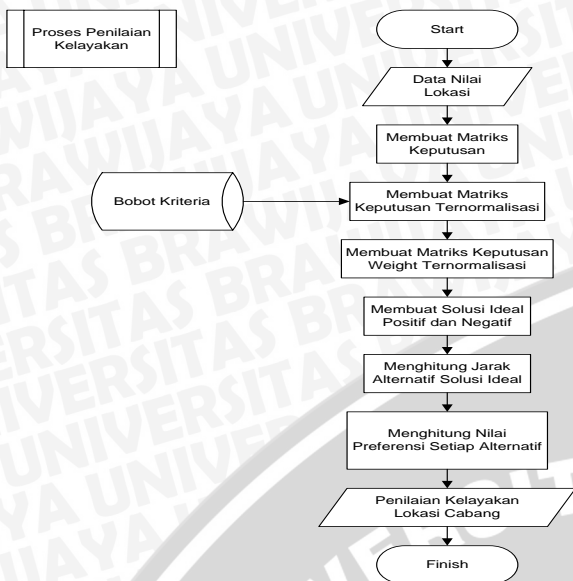 Proses Penilaian
Kelayakan
Start
Data Nilai
Lokasi
Membuat Matriks
Keputusan
Bobot Kriteria
Membuat Matriks
Keputusan Ternormalisasi
Membuat Matriks Keputusan
Weight Ternormalisasi
Membuat Solusi Ideal
Positif dan Negatif
Menghitung Jarak
Alternatif Solusi Ideal
Menghitung Nilai
Preferensi Setiap Alternatif
Penilaian Kelayakan
Lokasi Cabang
Finish